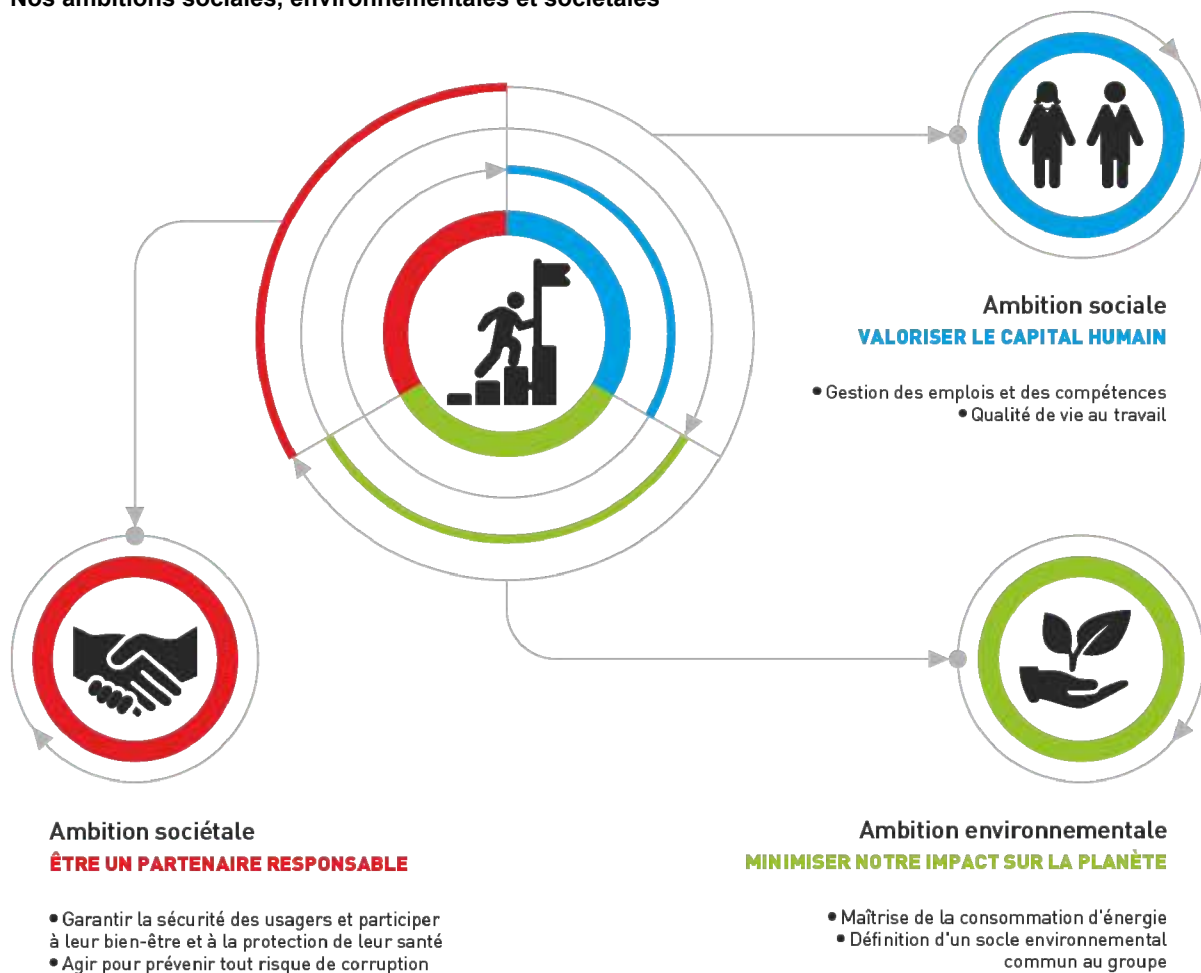 Nos ambitions sociales, environnementales et sociétales
Ambition sociale
VALORISER LE CAPITAL HUMAIN
• Gestion des emplois et des compétences
• Qualité de vie au travail
Ambition sociétale
ÊTRE UN PARTENAIRE RESPONSABLE
• Garantir la sécurité des usagers et participer
à leur bien-être et à la protection de leur santé
• Agir pour prévenir tout risque de corruption
Ambition environnementale
MINIMISER NOTRE IMPACT SUR LA PLANÈTE
• Maîtrise de la consommation d'énergie
• Définition d'un socle environnemental
commun au groupe